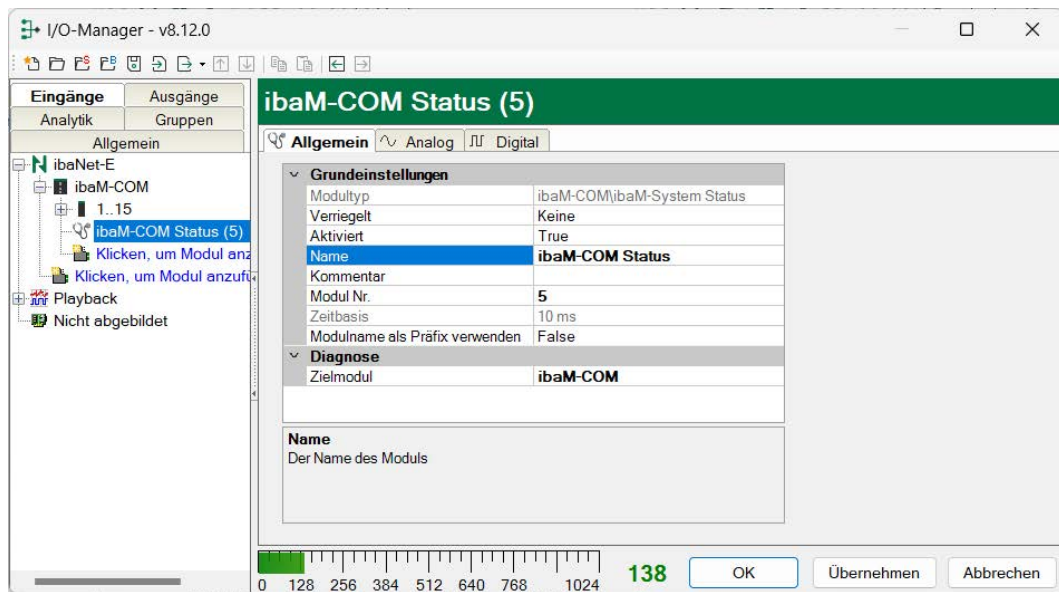 I/O-Manager - v8.12.0
Eingänge Ausgänge
Analytik Gruppen
Allgemein
ibaNet-E
ibaM-COM
1..15
ibaM-COM Status (5)
Klicken, um Modul anz
Klicken, um Modul anzufü
Playback
Nicht abgebildet
ibaM-COM Status (5)
Allgemein Analog Digital
Grundeinstellungen
Modultyp ibaM-COM\ibaM-System Status
Verriegelt Keine
Aktiviert True
Name ibaM-COM Status
Kommentar
Modul Nr. 5
Zeitbasis 10 ms
Modulname als Präfix verwenden False
Diagnose
Zielmodul ibaM-COM
Name
Der Name des Moduls
0 128 256 384 512 640 768 1024
138
OK Übernehmen Abbrechen